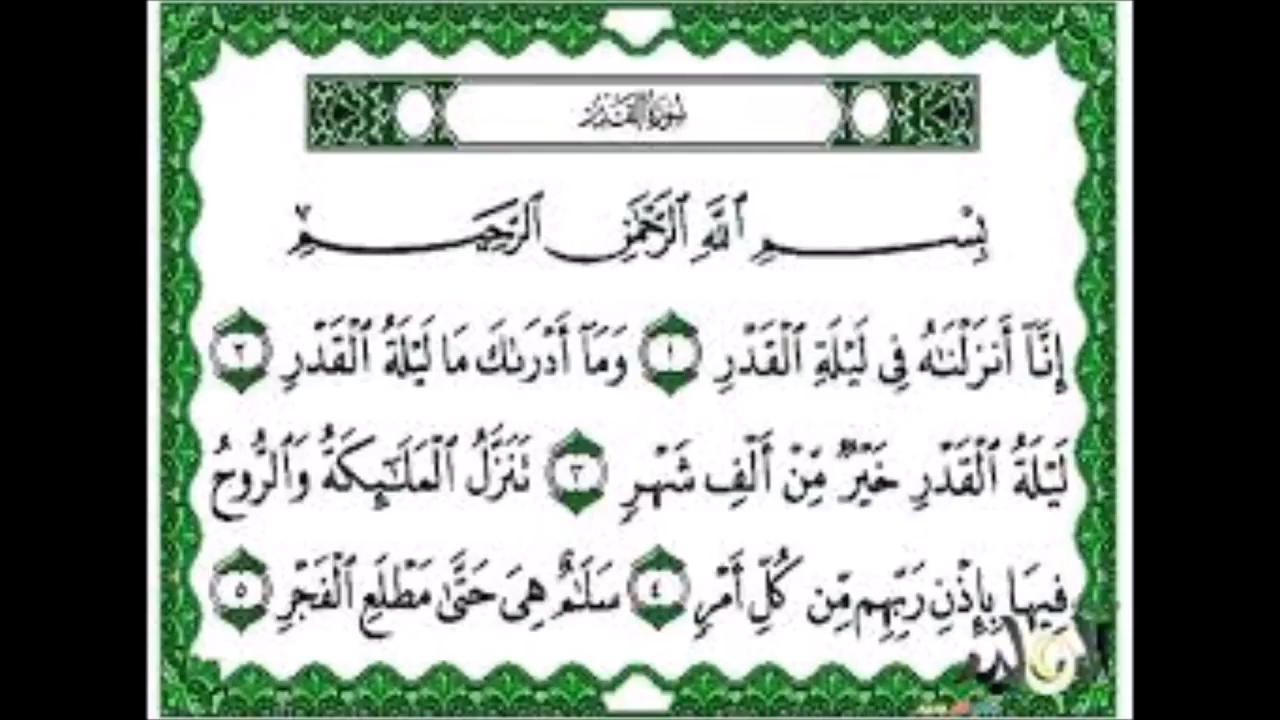 سورة القدر
بِسْمِ ٱللَّهِ ٱلرَّحْمَٰنِ ٱلرَّحِيمِ
إِنَّآ أَنزَلْنَٰهُ فِى لَيْلَةِ ٱلْقَدْرِ ١ وَمَآ أَدْرَىٰكَ مَا لَيْلَةُ ٱلْقَدْرِ ٢
لَيْلَةُ ٱلْقَدْرِ خَيْرٌ مِّنْ أَلْفِ شَهْرٍ ٣ تَنَزَّلُ ٱلْمَلَٰٓئِكَةُ وَٱلرُّوحُ
فِيهَا بِإِذْنِ رَبِّهِم مِّن كُلِّ أَمْرٍ ٤ سَلَٰمٌ هِىَ حَتَّىٰ مَطْلَعِ ٱلْفَجْرِ ٥